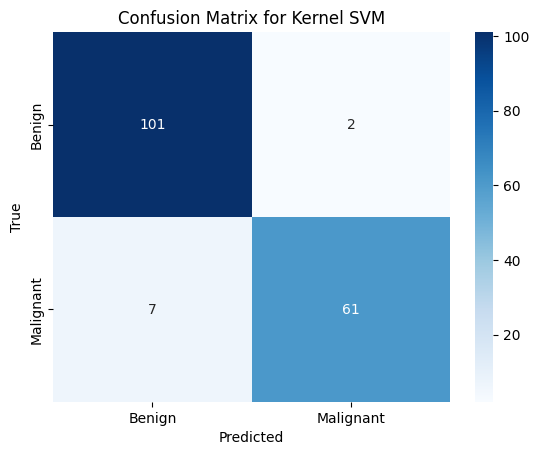 Confusion Matrix for Kernel SVM
True
Benign
101
2
Malignant
7
61
Benign
Malignant
Predicted
100
80
60
40
20